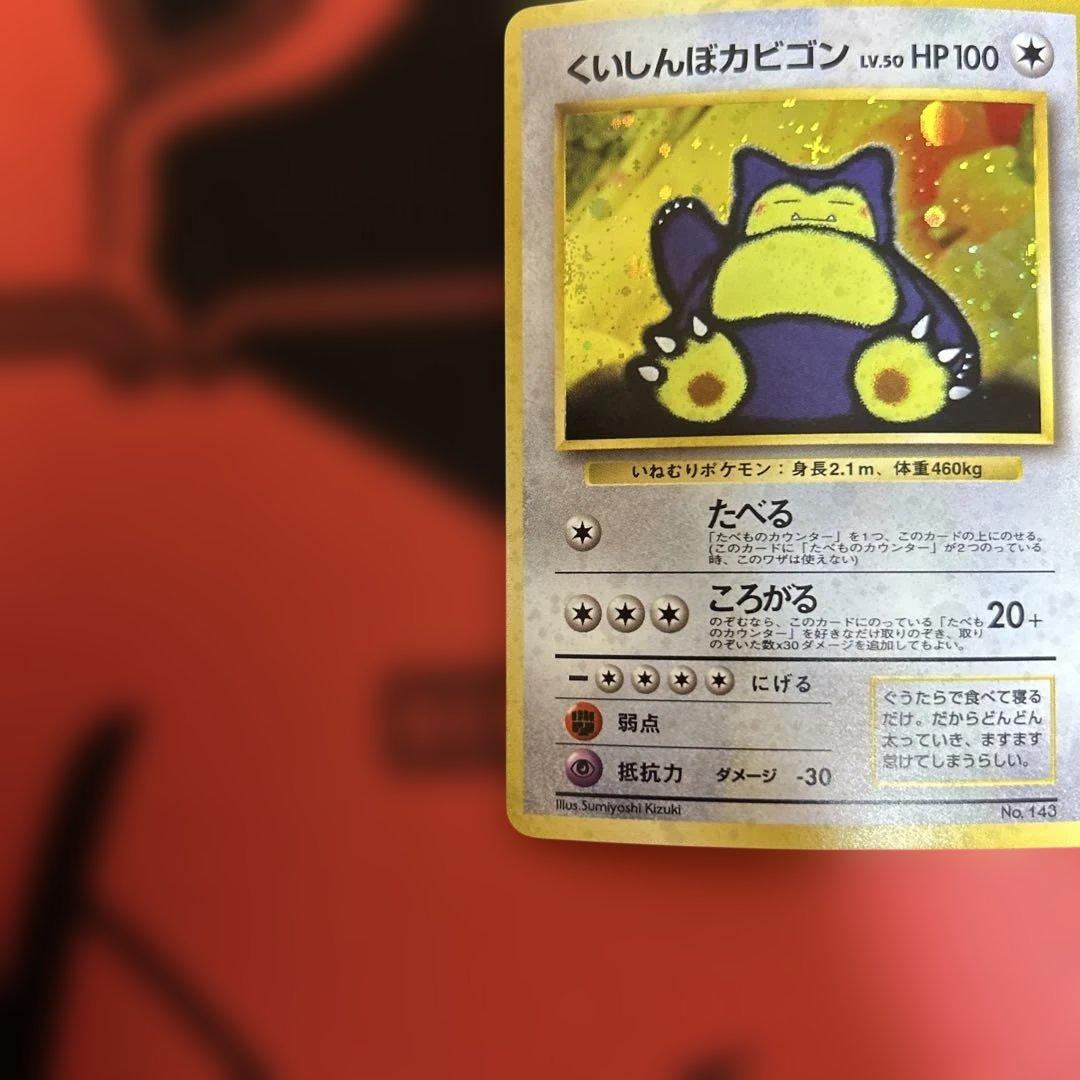 くいしんぼカビゴン LV.50 HP100
いねむりポケモン：身長2.1m、体重460kg
たべる
「たべものカウンター」を1つ、このカードの上にのせる。
(このカードに「たべものカウンター」が2つのっている
時、このワザは使えない)
ころがる
のぞむなら、このカードにのっている「たべも
のカウンター」を好きなだけ取りのぞき、取り
のぞいた数x30ダメージを追加してもよい。
20+
にげる
弱点
抵抗力 ダメージ -30
ぐうたらで食べて寝る
だけ。だからどんどん
太っていき、ますます
怠けてしまうらしい。
Illus.Sumiyoshi Kizuki
No. 143